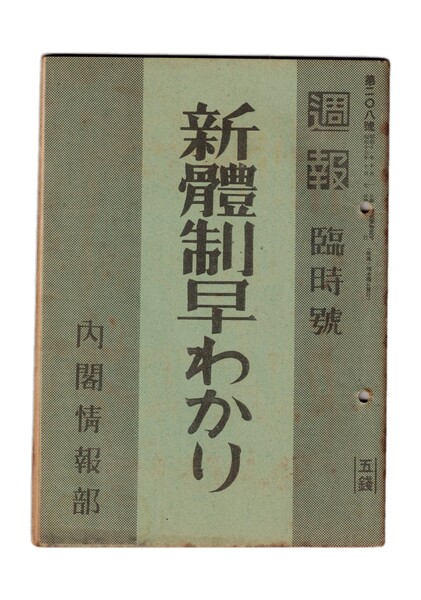 第二〇八號
週報 臨時號
五錢
新體制早わかり
內閣情報部